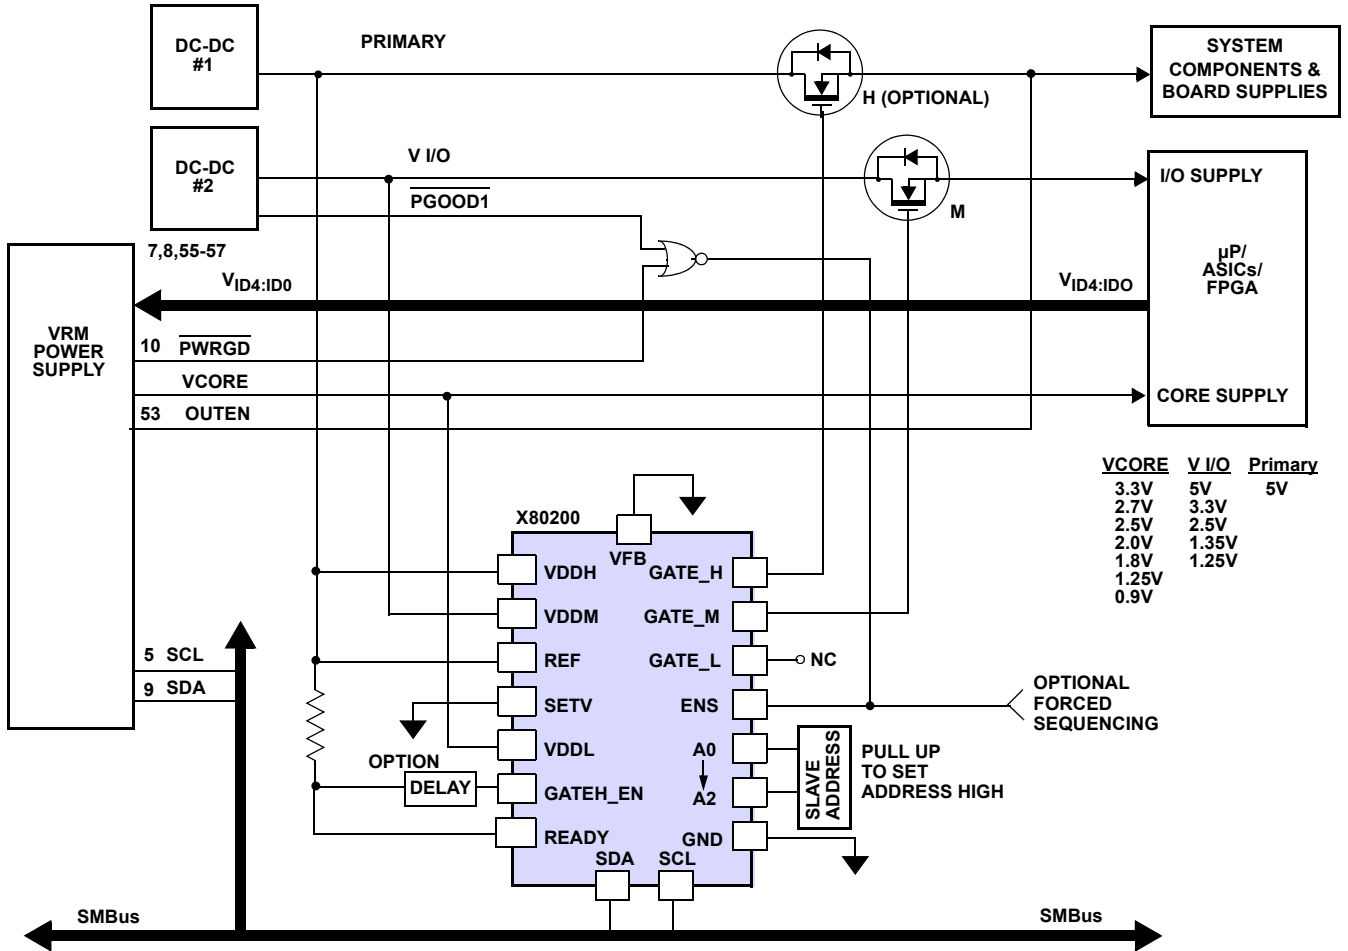 DC-DC
#1
PRIMARY
H (OPTIONAL)
SYSTEM
COMPONENTS &
BOARD SUPPLIES
DC-DC
#2
V I/O
PGOOD1
M
I/O SUPPLY
µP/
ASICs/
FPGA
CORE SUPPLY
7,8,55-57
VID4:ID0
VID4:IDO
VRM
POWER
SUPPLY
10 PWRGD
VCORE
53 OUTEN
5 SCL
9 SDA
VCORE V I/O Primary
3.3V 5V 5V
2.7V 3.3V
2.5V 2.5V
2.0V 1.35V
1.8V 1.25V
1.25V
0.9V
X80200
VFB
VDDH GATE_H
VDDM GATE_M
REF GATE_L NC
SETV ENS
VDDL A0
GATEH_EN A2
READY GND
SDA SCL
OPTION
DELAY
OPTIONAL
FORCED
SEQUENCING
SLAVE
ADDRESS
PULL UP
TO SET
ADDRESS HIGH
SMBus SMBus